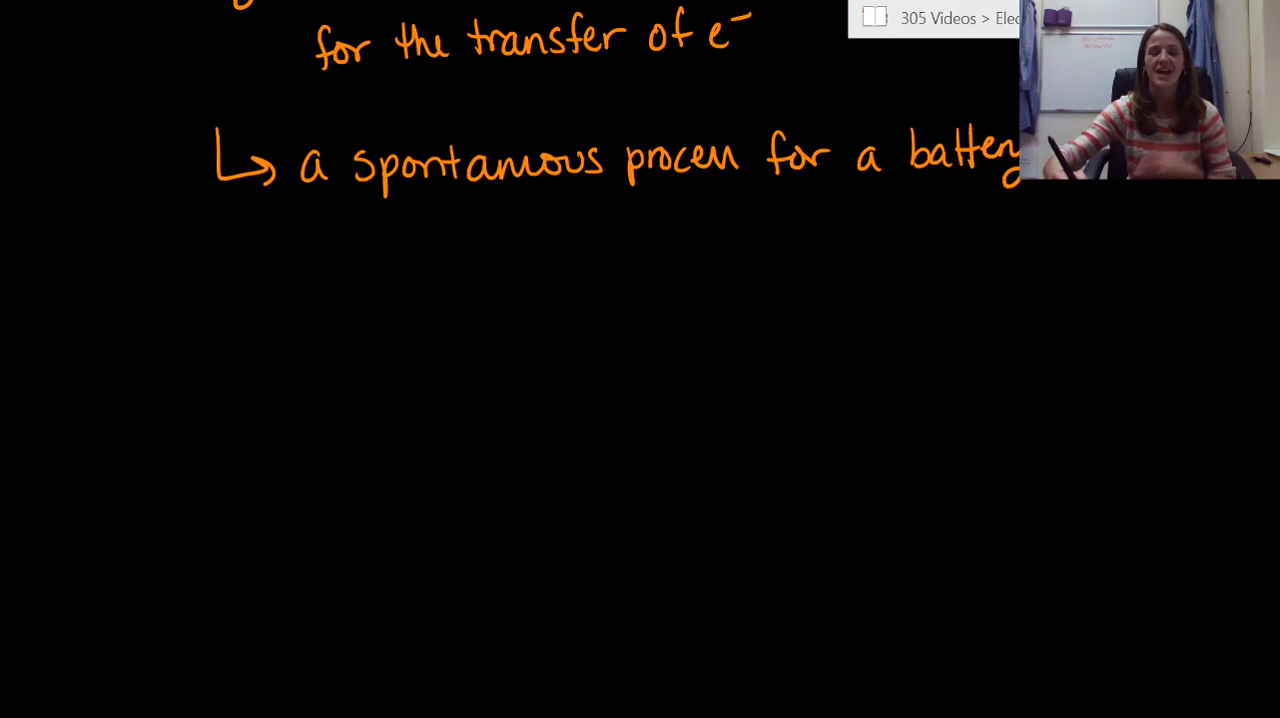 for the transfer of e⁻
305 Videos > Elec
↳ a spontaneous process for a battery